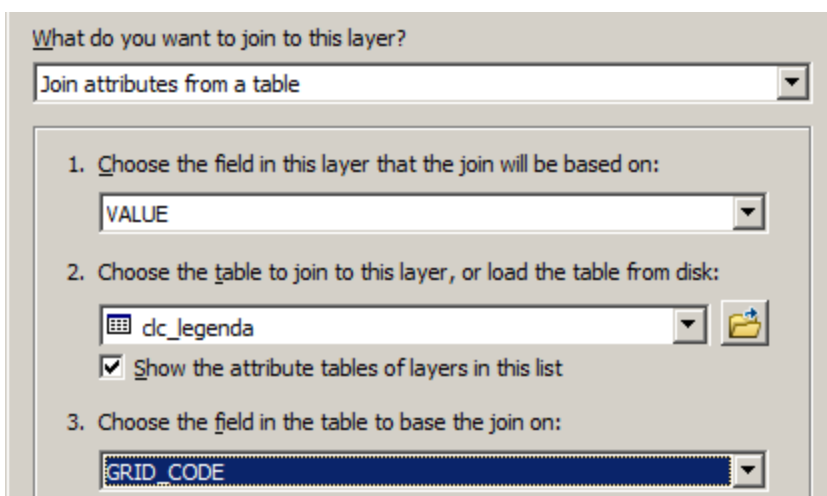 What do you want to join to this layer?
Join attributes from a table
1. Choose the field in this layer that the join will be based on:
VALUE
2. Choose the table to join to this layer, or load the table from disk:
clc_legenda
Show the attribute tables of layers in this list
3. Choose the field in the table to base the join on:
GRID_CODE